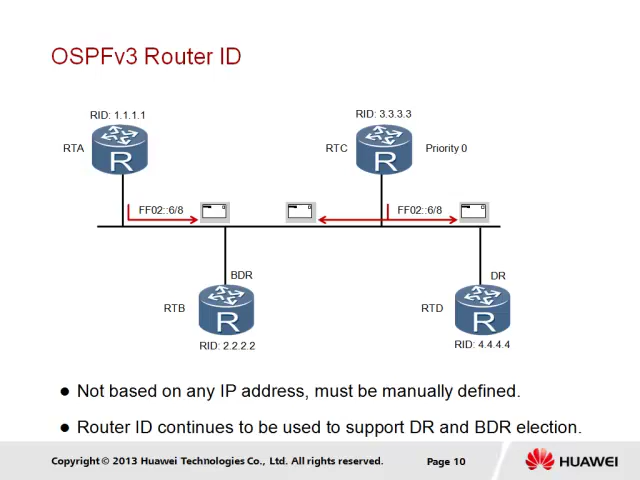 OSPFv3 Router ID
RID: 1.1.1.1
RID: 3.3.3.3
RTA
R
RTC
R
Priority 0
FF02::6/8
FF02::6/8
BDR
DR
RTB
R
RTD
R
RID: 2.2.2.2
RID: 4.4.4.4
● Not based on any IP address, must be manually defined.
● Router ID continues to be used to support DR and BDR election.
Copyright © 2013 Huawei Technologies Co., Ltd. All rights reserved.
Page 10
HUAWEI